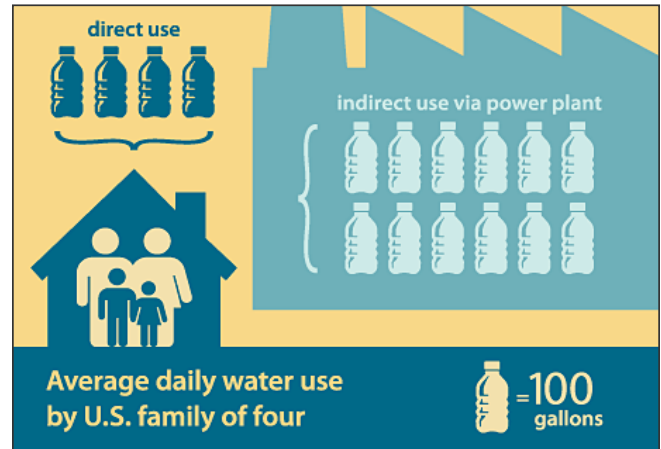 direct use
indirect use via power plant
Average daily water use
by U.S. family of four
=100
gallons